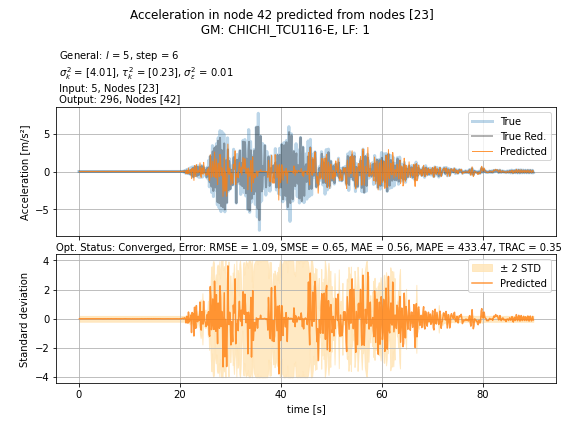 Acceleration in node 42 predicted from nodes [23]
GM: CHICHI_TCU116-E, LF: 1
General: l = 5, step = 6
σ²ₖ = [4.01], τ²ₖ = [0.23], σ²ε = 0.01
Input: 5, Nodes [23]
Output: 296, Nodes [42]
Acceleration [m/s²]
5
0
−5
True
True Red.
Predicted
Opt. Status: Converged, Error: RMSE = 1.09, SMSE = 0.65, MAE = 0.56, MAPE = 433.47, TRAC = 0.35
Standard deviation
4
2
0
−2
−4
± 2 STD
Predicted
0 20 40 60 80
time [s]